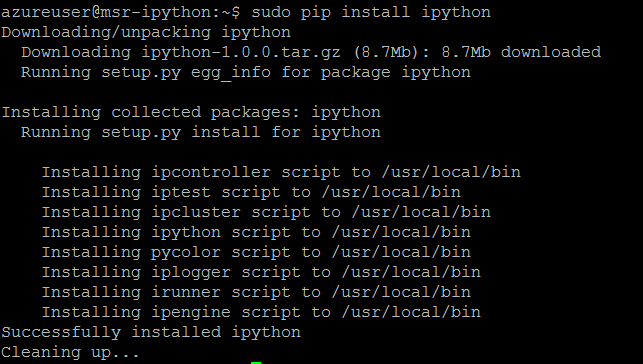 azureuser@msr-ipython:~$ sudo pip install ipython
Downloading/unpacking ipython
  Downloading ipython-1.0.0.tar.gz (8.7Mb): 8.7Mb downloaded
  Running setup.py egg_info for package ipython

Installing collected packages: ipython
  Running setup.py install for ipython

    Installing ipcontroller script to /usr/local/bin
    Installing iptest script to /usr/local/bin
    Installing ipcluster script to /usr/local/bin
    Installing ipython script to /usr/local/bin
    Installing pycolor script to /usr/local/bin
    Installing iplogger script to /usr/local/bin
    Installing irunner script to /usr/local/bin
    Installing ipengine script to /usr/local/bin
Successfully installed ipython
Cleaning up...